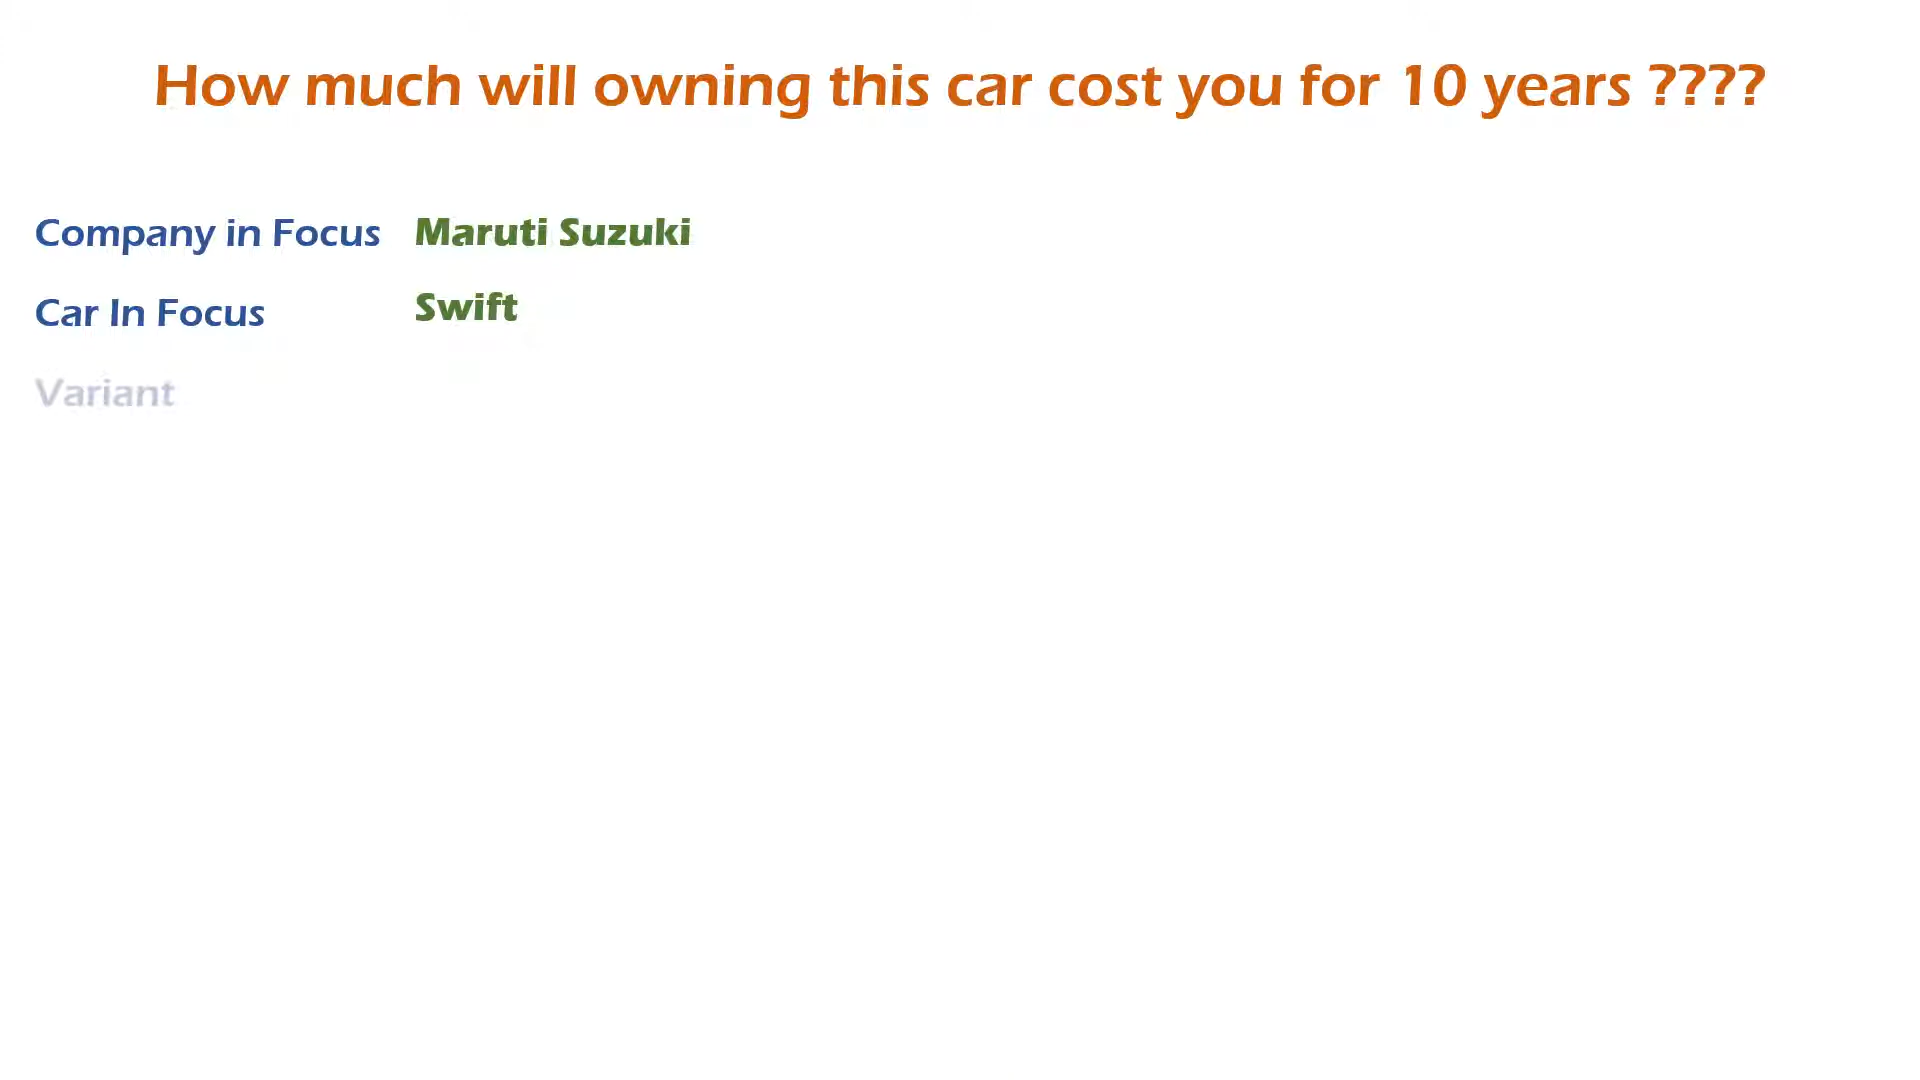 How much will owning this car cost you for 10 years ????
Company in Focus Maruti Suzuki
Car In Focus Swift
Variant